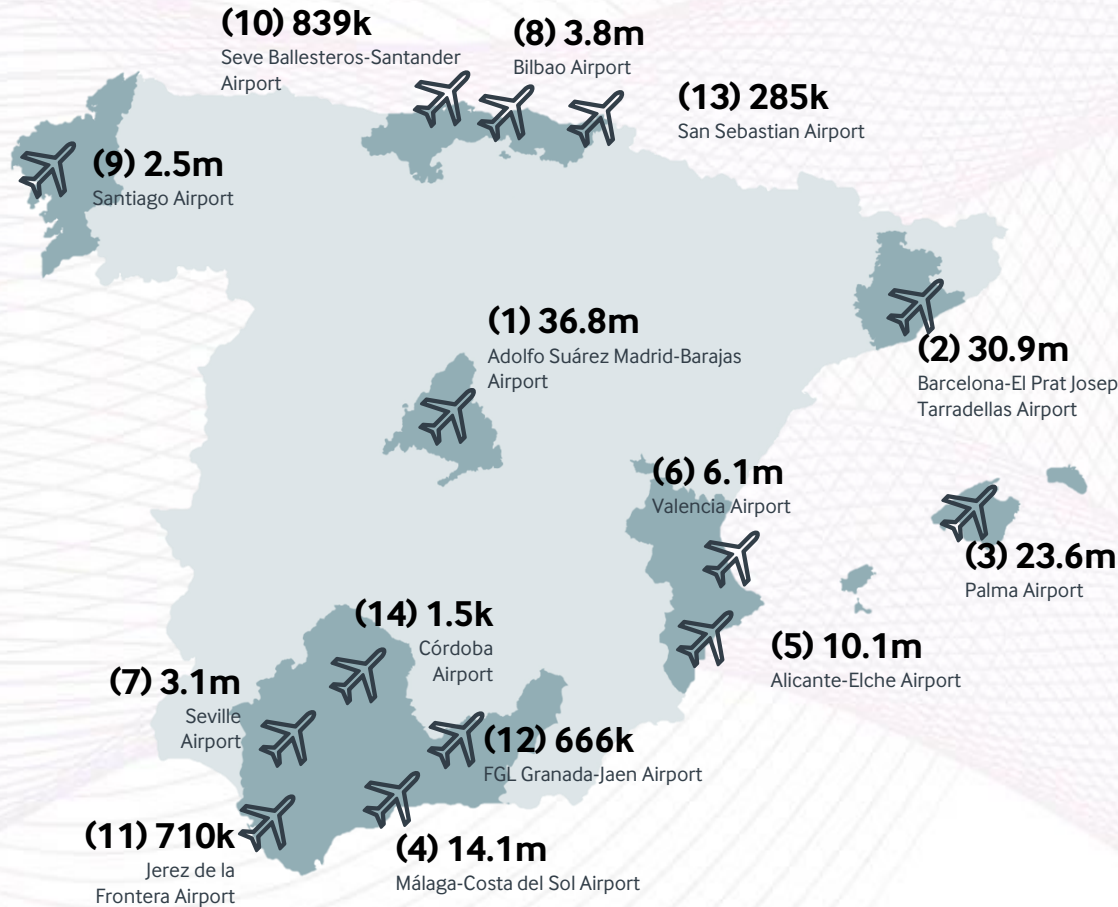 (10) 839k
Seve Ballesteros-Santander
Airport
(8) 3.8m
Bilbao Airport
(13) 285k
San Sebastian Airport
(9) 2.5m
Santiago Airport
(1) 36.8m
Adolfo Suárez Madrid-Barajas
Airport
(2) 30.9m
Barcelona-El Prat Josep
Tarradellas Airport
(6) 6.1m
Valencia Airport
(3) 23.6m
Palma Airport
(14) 1.5k
Córdoba
Airport
(5) 10.1m
Alicante-Elche Airport
(7) 3.1m
Seville
Airport
(12) 666k
FGL Granada-Jaen Airport
(11) 710k
Jerez de la
Frontera Airport
(4) 14.1m
Málaga-Costa del Sol Airport